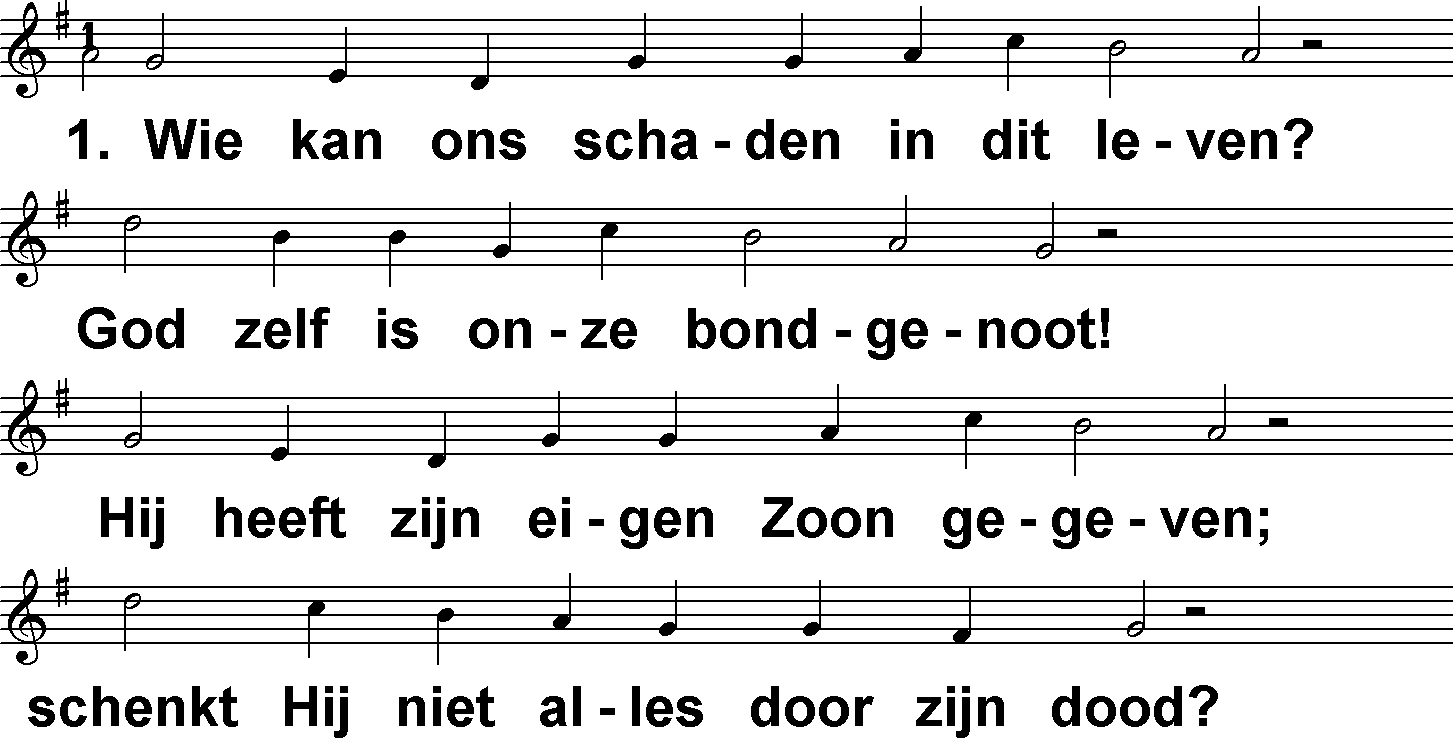 1
1. Wie kan ons scha - den in dit le - ven?
God zelf is on - ze bond - ge - noot!
Hij heeft zijn ei - gen Zoon ge - ge - ven;
schenkt Hij niet al - les door zijn dood?